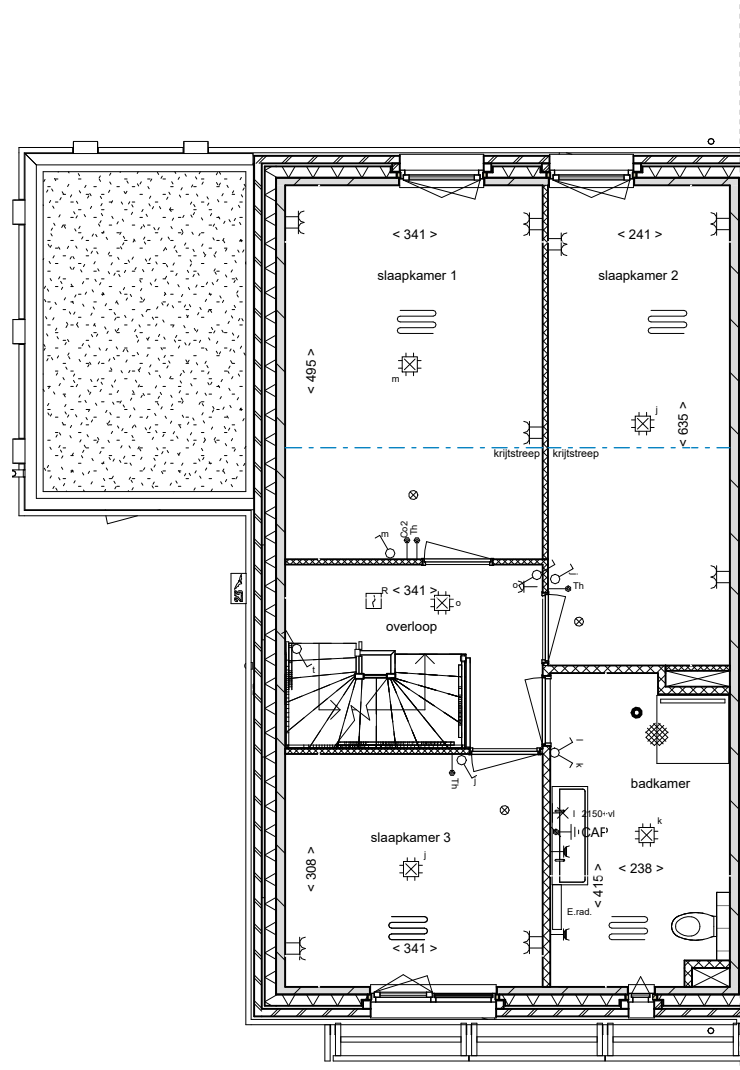 < 341 >
< 241 >
slaapkamer 1
slaapkamer 2
m
< 495 >
j
< 635 >
krijtstreep
krijtstreep
m
Co2
Th
R
< 341 >
o
o
j
Th
overloop
25
t
l
k
Th
j
badkamer
l
2150+vl
k
CAP
slaapkamer 3
j
< 308 >
< 415 >
< 238 >
E.rad.
< 341 >